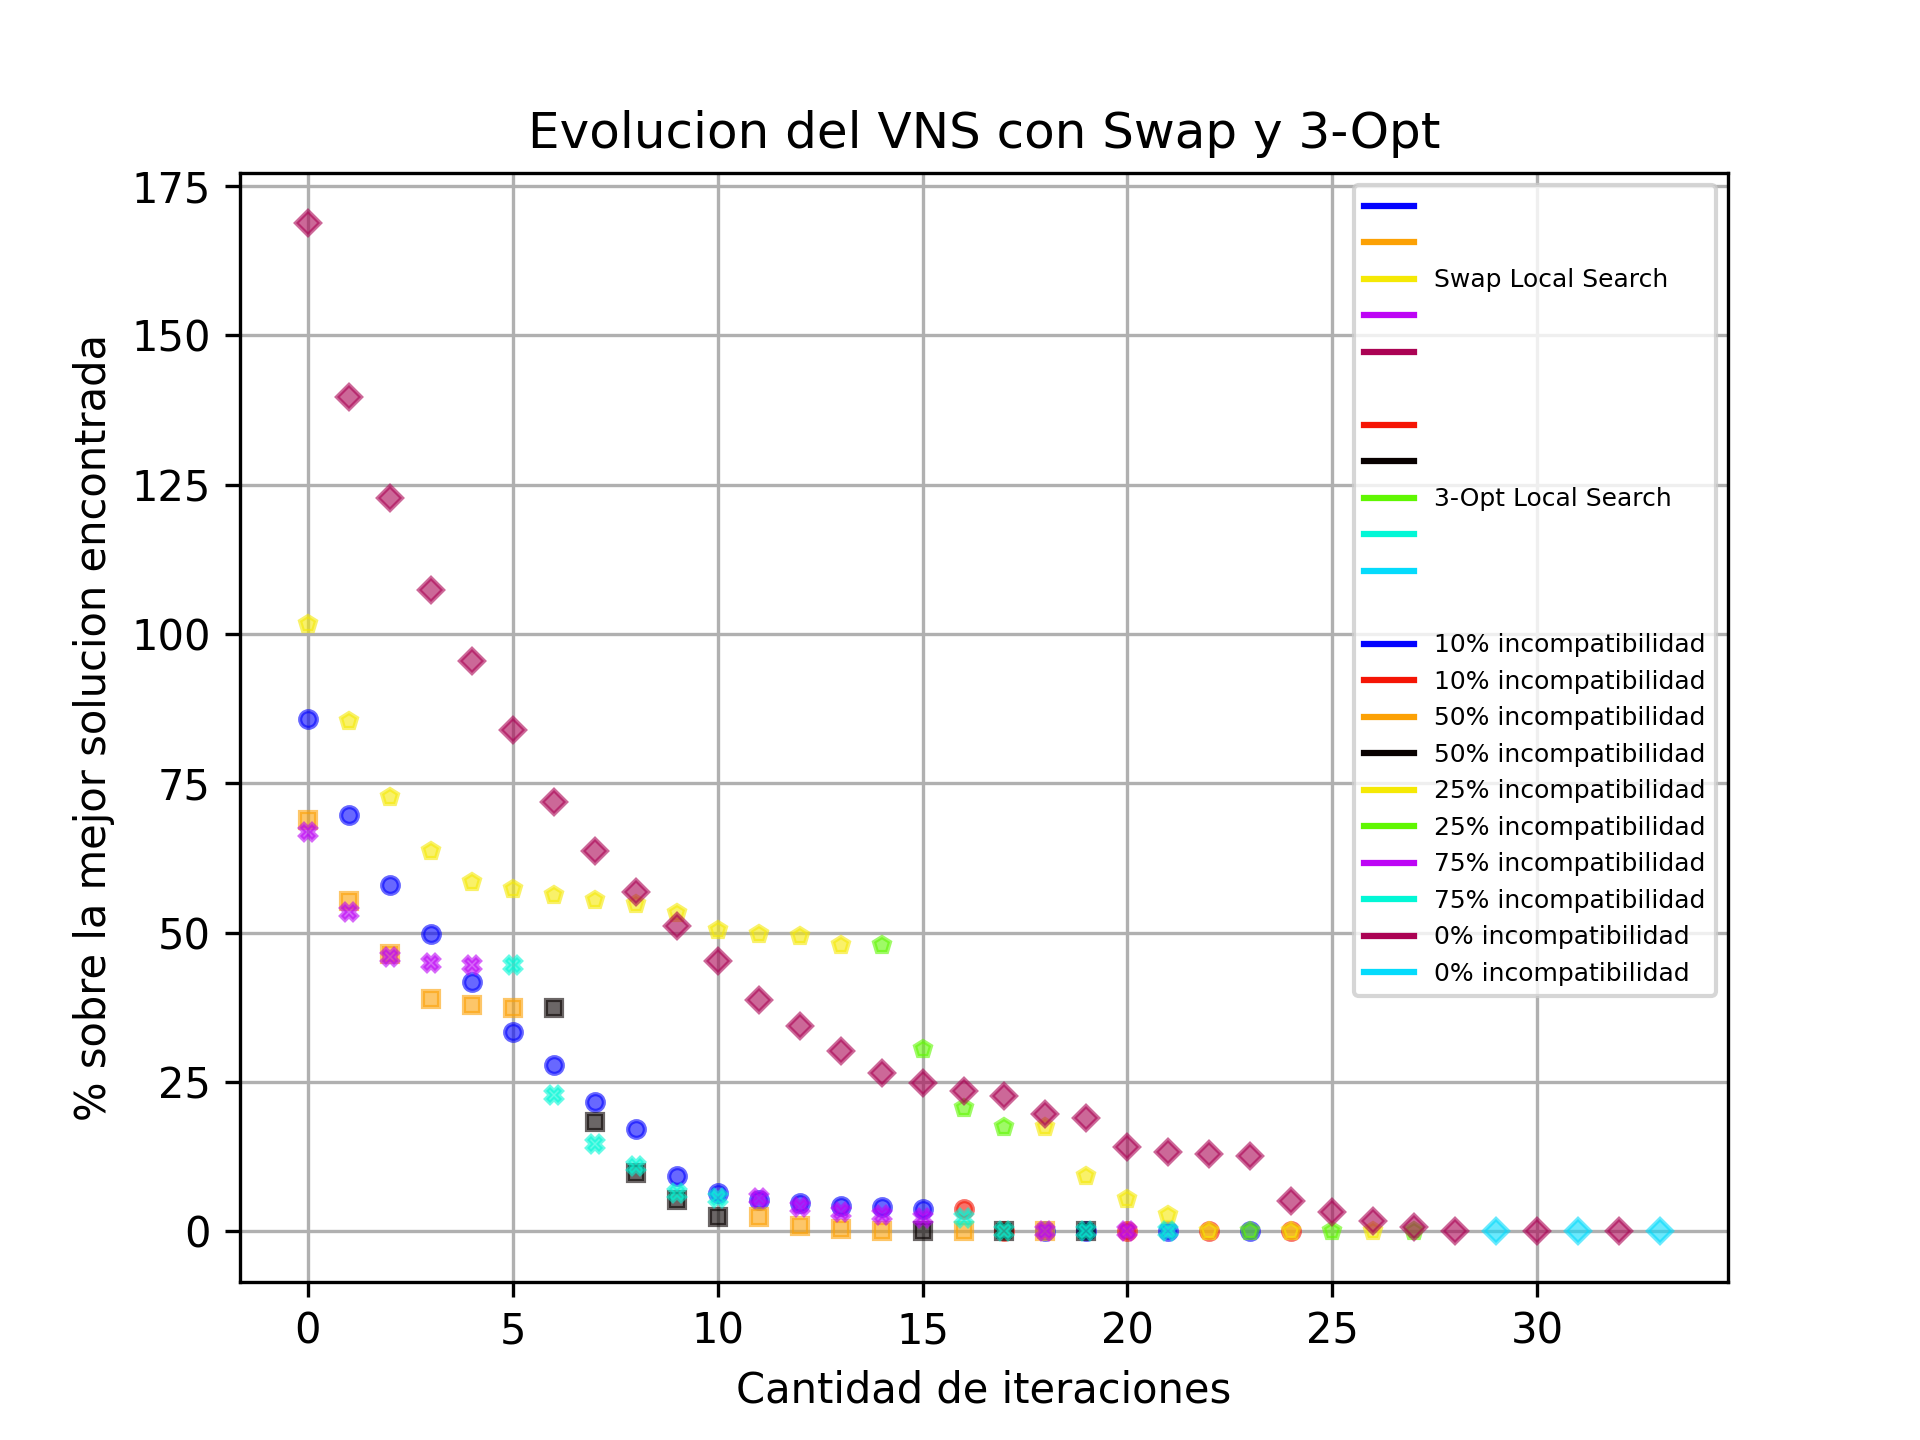 Evolucion del VNS con Swap y 3-Opt
% sobre la mejor solucion encontrada
175
150
125
100
75
50
25
0
Swap Local Search
3-Opt Local Search
10% incompatibilidad
10% incompatibilidad
50% incompatibilidad
50% incompatibilidad
25% incompatibilidad
25% incompatibilidad
75% incompatibilidad
75% incompatibilidad
0% incompatibilidad
0% incompatibilidad
0 5 10 15 20 25 30
Cantidad de iteraciones